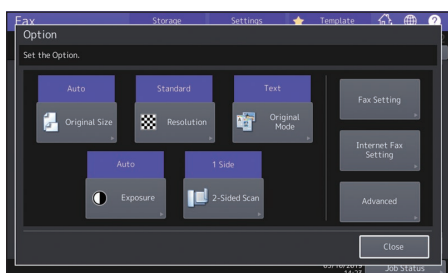 Fax Storage Settings Template
Option
Set the Option.
Auto Standard Text
Original Size Resolution Original Mode
Fax Setting
Auto 1 Side
Exposure 2-Sided Scan
Internet Fax Setting
Advanced
Close
Job Status